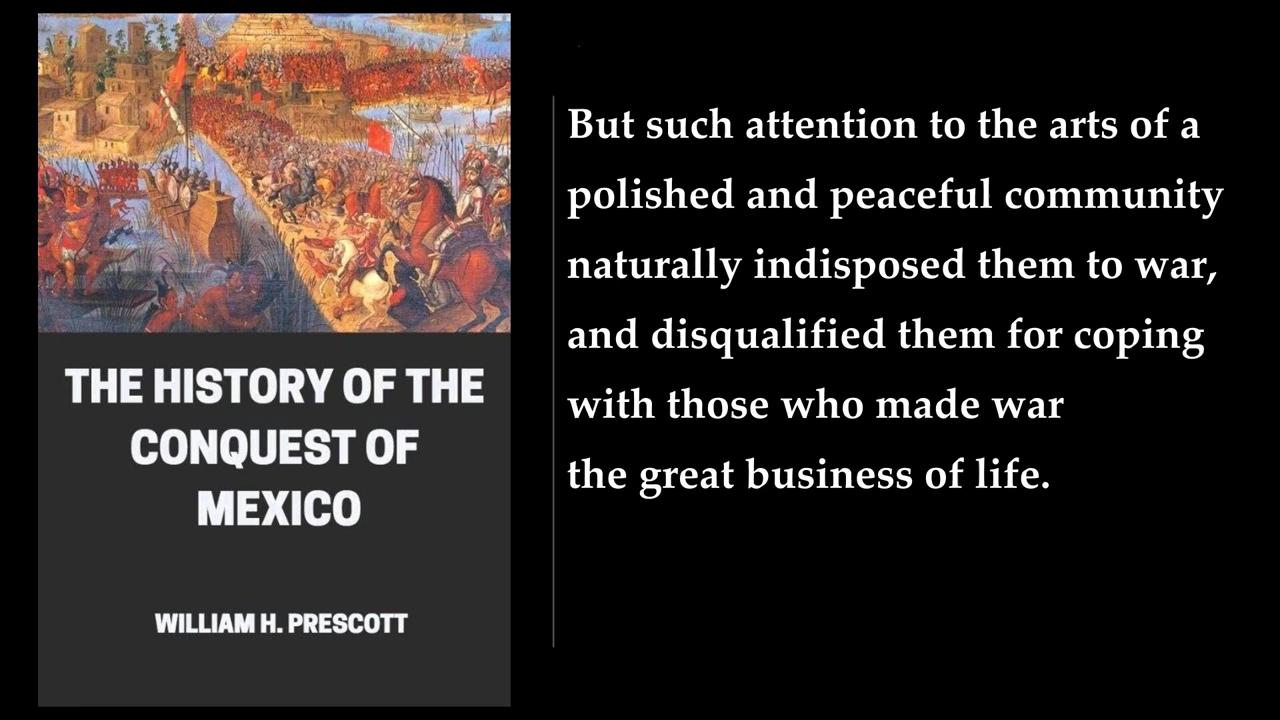 THE HISTORY OF THE
CONQUEST OF
MEXICO
WILLIAM H. PRESCOTT
But such attention to the arts of a
polished and peaceful community
naturally indisposed them to war,
and disqualified them for coping
with those who made war
the great business of life.